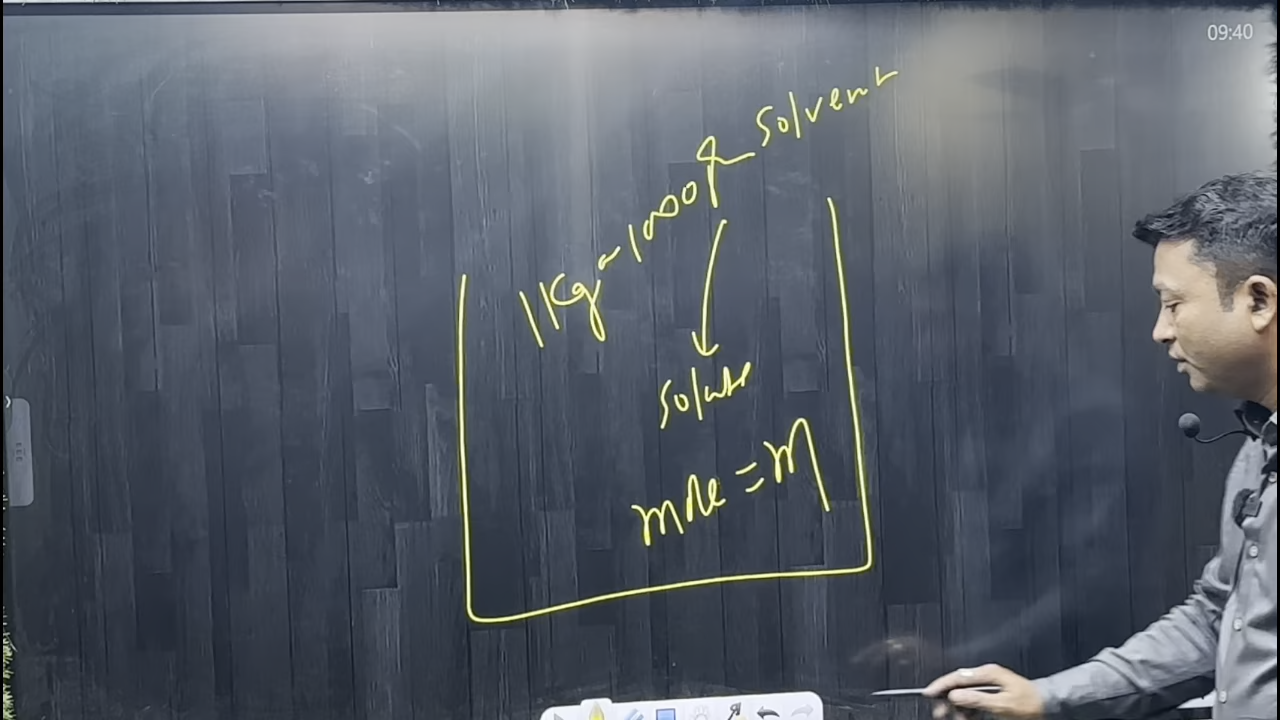 09:40
1Kg = 1000g solvent
solute
mole = m